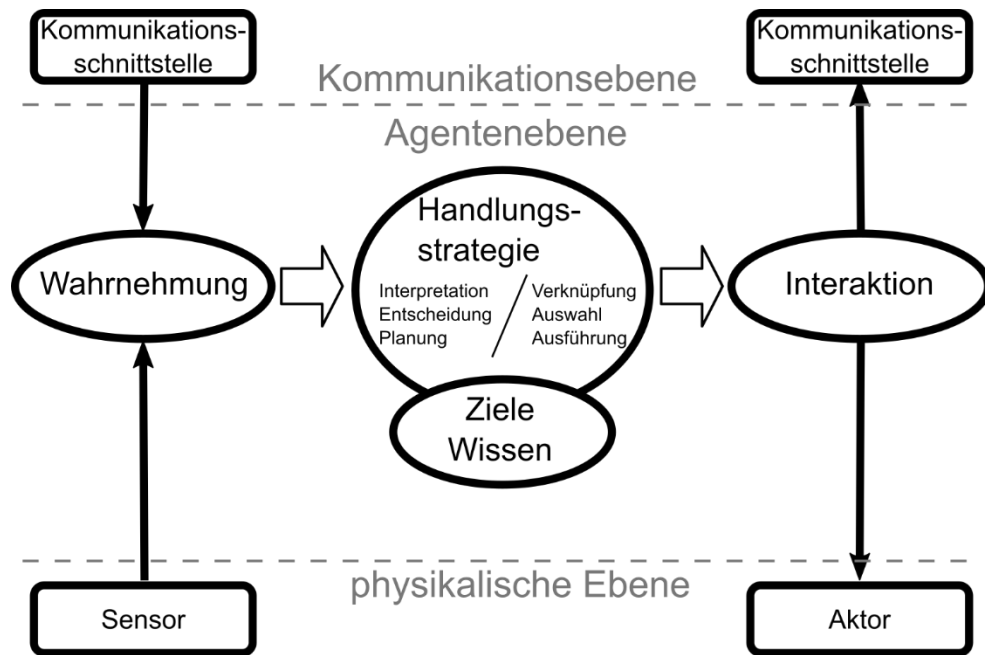 Kommunikations-
schnittstelle
Kommunikationsebene
Kommunikations-
schnittstelle
Agentenebene
Wahrnehmung
Handlungs-
strategie
Interpretation
Entscheidung
Planung
Verknüpfung
Auswahl
Ausführung
Ziele
Wissen
Interaktion
Sensor
physikalische Ebene
Aktor